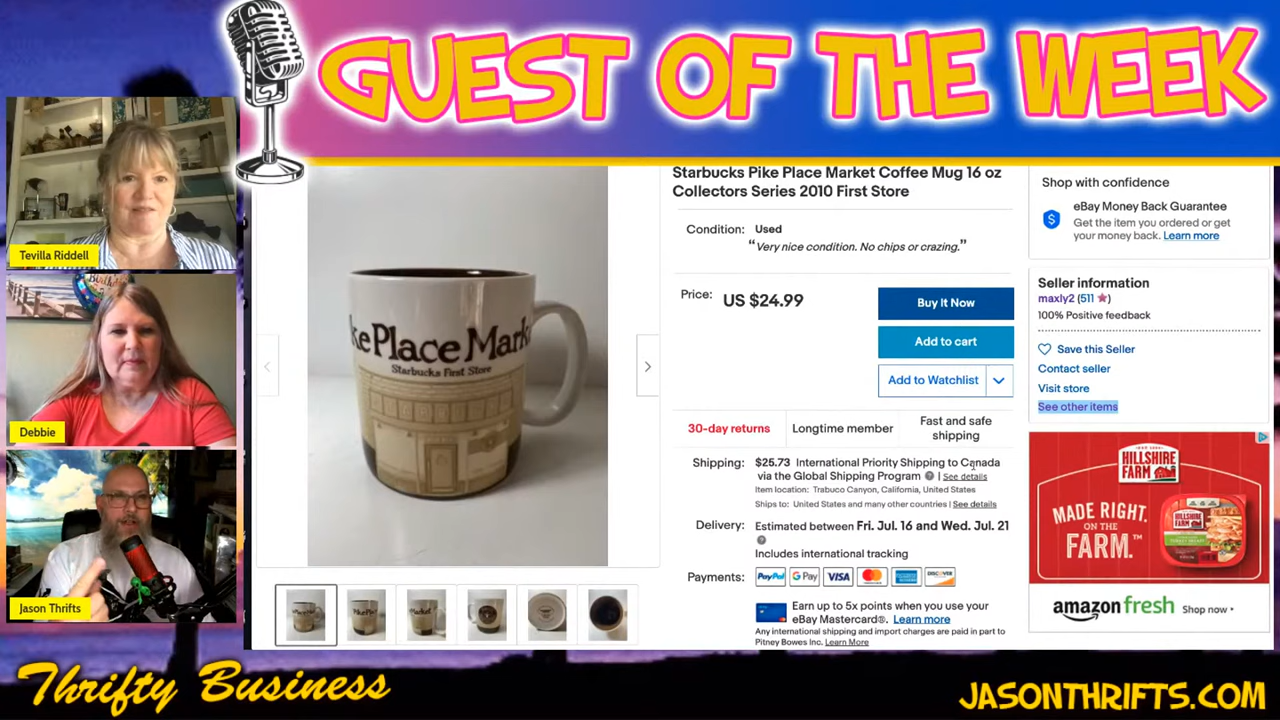 GUEST OF THE WEEK
Tevilla Riddell
Debbie
Jason Thrifts
ke Place Mark
Starbucks First Store
Starbucks Pike Place Market Coffee Mug 16 oz
Collectors Series 2010 First Store
Condition: Used
“Very nice condition. No chips or crazing.”
Price: US $24.99
Buy It Now
Add to cart
Add to Watchlist
30-day returns
Longtime member
Fast and safe
shipping
Shipping: $25.73 International Priority Shipping to Canada
via the Global Shipping Program | See details
Item location: Trabuco Canyon, California, United States
Ships to: United States and many other countries | See details
Delivery: Estimated between Fri. Jul. 16 and Wed. Jul. 21
Includes international tracking
Payments: PayPal G Pay VISA DISCOVER
Earn up to 5x points when you use your
eBay Mastercard®. Learn more
Any international shipping and import charges are paid in part to
Pitney Bowes Inc. Learn More
Shop with confidence
eBay Money Back Guarantee
Get the item you ordered or get
your money back. Learn more
Seller information
maxly2 (511 ★)
100% Positive feedback
Save this Seller
Contact seller
Visit store
See other items
HILLSHIRE
FARM
MADE RIGHT.
ON THE
FARM.™
HILLSHIRE
FARM
amazon fresh Shop now
Thrifty Business
JASONTHRIFTS.COM